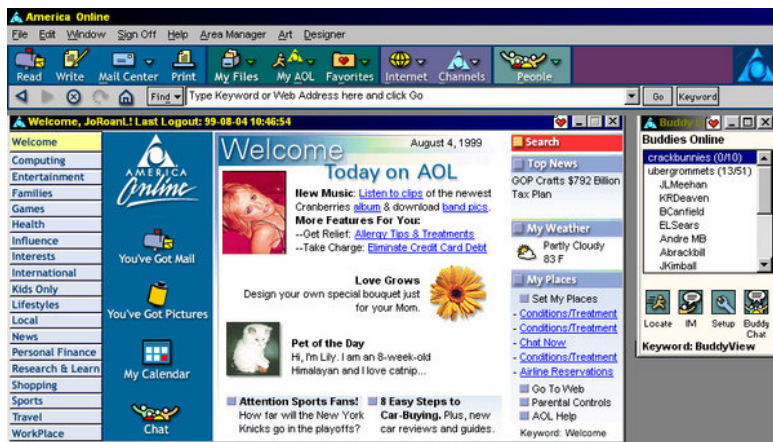 America Online
File Edit Window Sign Off Help Area Manager Art Designer
Read Write Mail Center Print My Files My AOL Favorites Internet Channels People
Find Type Keyword or Web Address here and click Go Go Keyword
Welcome, JoRoanL! Last Logout: 99-08-04 10:46:54
Welcome
Computing
Entertainment
Families
Games
Health
Influence
Interests
International
Kids Only
Lifestyles
Local
News
Personal Finance
Research & Learn
Shopping
Sports
Travel
WorkPlace
AMERICA
Online
You've Got Mail
You've Got Pictures
My Calendar
Chat
Welcome
August 4, 1999
Today on AOL
New Music: Listen to clips of the newest
Cranberries album & download band pics.
More Features For You:
--Get Relief: Allergy Tips & Treatments
--Take Charge: Eliminate Credit Card Debt
Love Grows
Design your own special bouquet just
for your Mom.
Pet of the Day
Hi, I'm Lily. I am an 8-week-old
Himalayan and I love catnip...
Attention Sports Fans!
How far will the New York
Knicks go in the playoffs?
8 Easy Steps to
Car-Buying. Plus, new
car reviews and guides.
Search
Top News
GOP Crafts $792 Billion
Tax Plan
My Weather
Partly Cloudy
83 F
My Places
Set My Places
- Conditions/Treatment
- Conditions/Treatment
- Chat Now
- Conditions/Treatment
- Airline Reservations
Go To Web
Parental Controls
AOL Help
Keyword: Welcome
Buddy
Buddies Online
crackbunnies (0/10)
ubergrommets (13/51)
JLMeehan
KRDeaven
BCanfield
ELSears
Andre MB
Abrackbill
JKimball
Locate IM Setup Buddy
Chat
Keyword: BuddyView